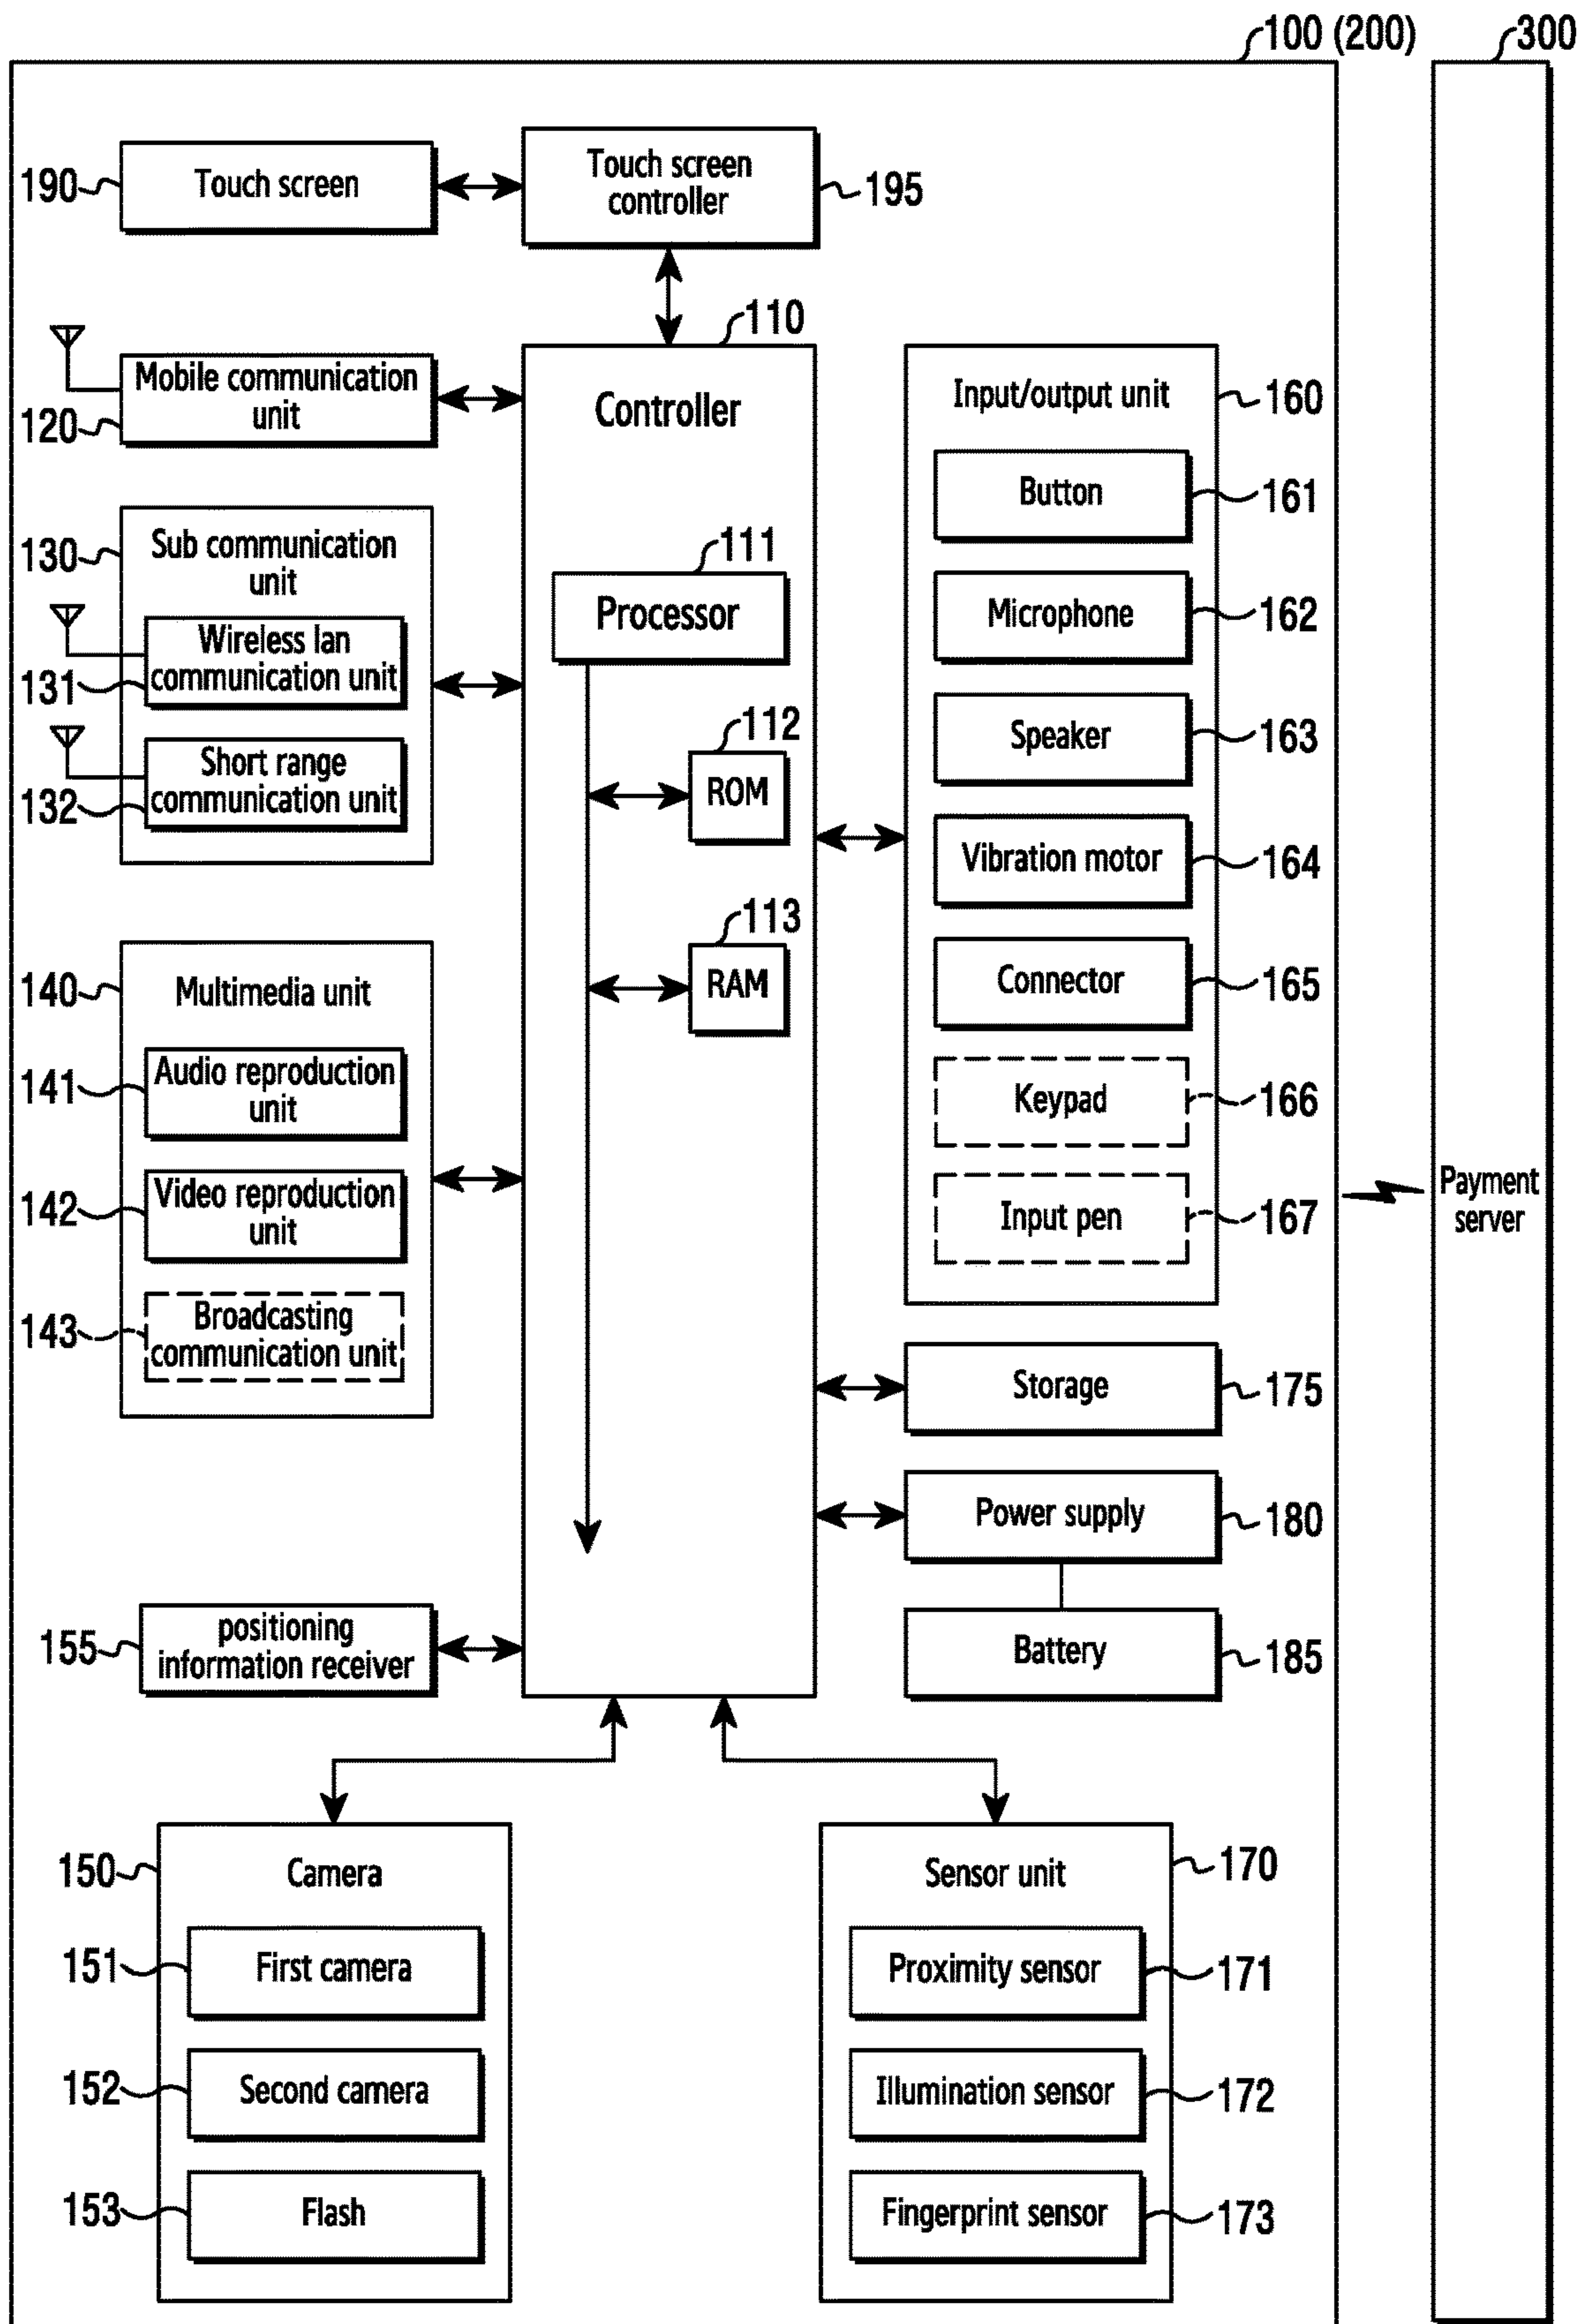 100 (200)
300
190
Touch screen
Touch screen
controller
195
110
Mobile communication
unit
120
Controller
Input/output unit
160
Button
161
130
Sub communication
unit
111
Processor
Microphone
162
Wireless lan
communication unit
131
Speaker
163
112
ROM
Short range
communication unit
132
Vibration motor
164
113
RAM
140
Multimedia unit
Connector
165
Audio reproduction
unit
141
Keypad
166
Video reproduction
unit
142
Input pen
167
Payment
server
Broadcasting
communication unit
143
Storage
175
Power supply
180
positioning
information receiver
155
Battery
185
150
Camera
Sensor unit
170
151
First camera
Proximity sensor
171
152
Second camera
Illumination sensor
172
153
Flash
Fingerprint sensor
173